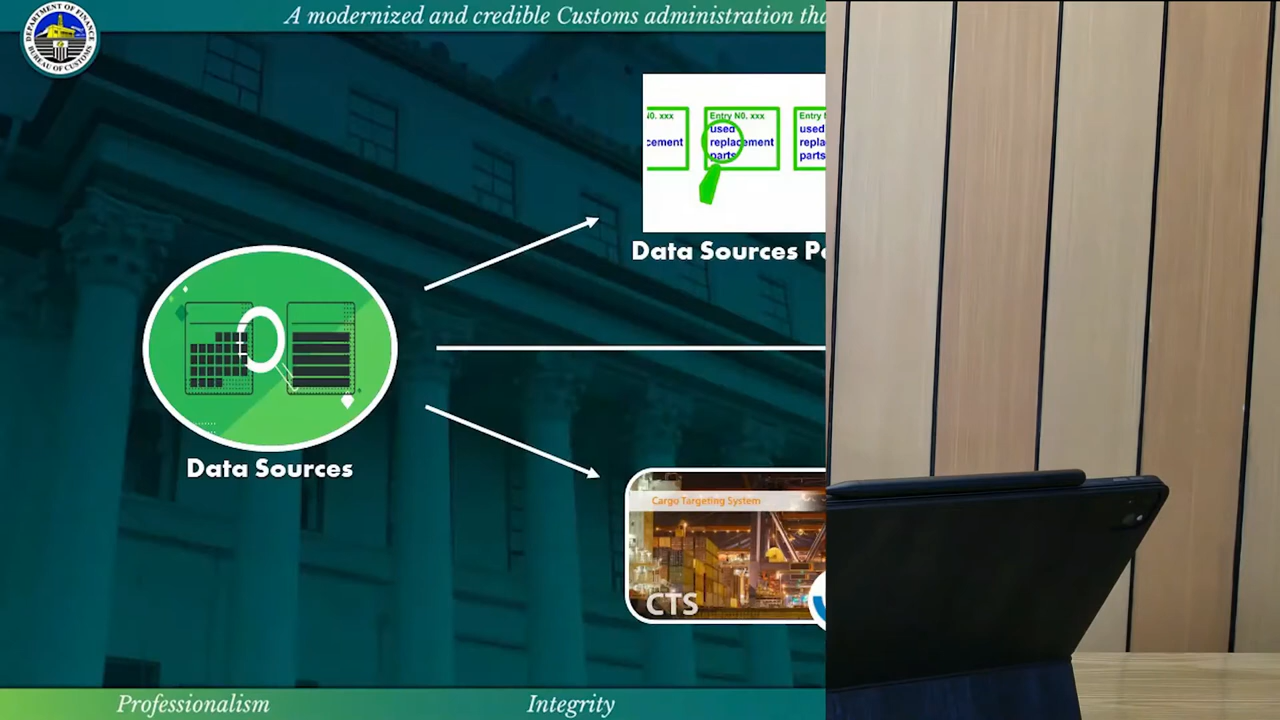 A modernized and credible Customs administration tha
DEPARTMENT OF FINANCE
BUREAU OF CUSTOMS
N0. xxx
cement
Entry N0. xxx
used
replacement
parts
Entry
used
repla
parts
Data Sources Po
Data Sources
Cargo Targeting System
CTS
Professionalism
Integrity